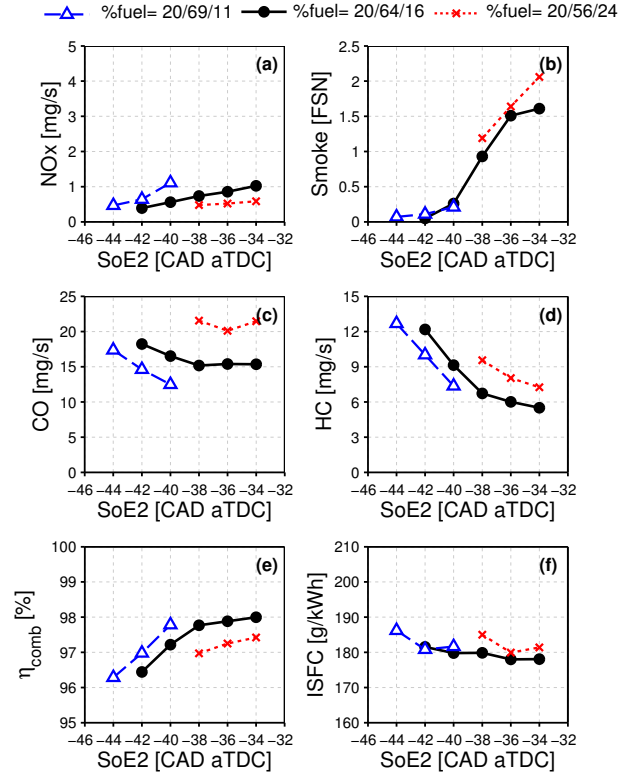 %fuel= 20/69/11 %fuel= 20/64/16 %fuel= 20/56/24
(a)
NOx [mg/s]
5
4
3
2
1
0
−46 −44 −42 −40 −38 −36 −34 −32
SoE2 [CAD aTDC]
(b)
Smoke [FSN]
2.5
2
1.5
1
0.5
0
−46 −44 −42 −40 −38 −36 −34 −32
SoE2 [CAD aTDC]
(c)
CO [mg/s]
25
20
15
10
5
0
−46 −44 −42 −40 −38 −36 −34 −32
SoE2 [CAD aTDC]
(d)
HC [mg/s]
15
12
9
6
3
0
−46 −44 −42 −40 −38 −36 −34 −32
SoE2 [CAD aTDC]
(e)
ηcomb [%]
100
99
98
97
96
95
−46 −44 −42 −40 −38 −36 −34 −32
SoE2 [CAD aTDC]
(f)
ISFC [g/kWh]
210
200
190
180
170
160
−46 −44 −42 −40 −38 −36 −34 −32
SoE2 [CAD aTDC]